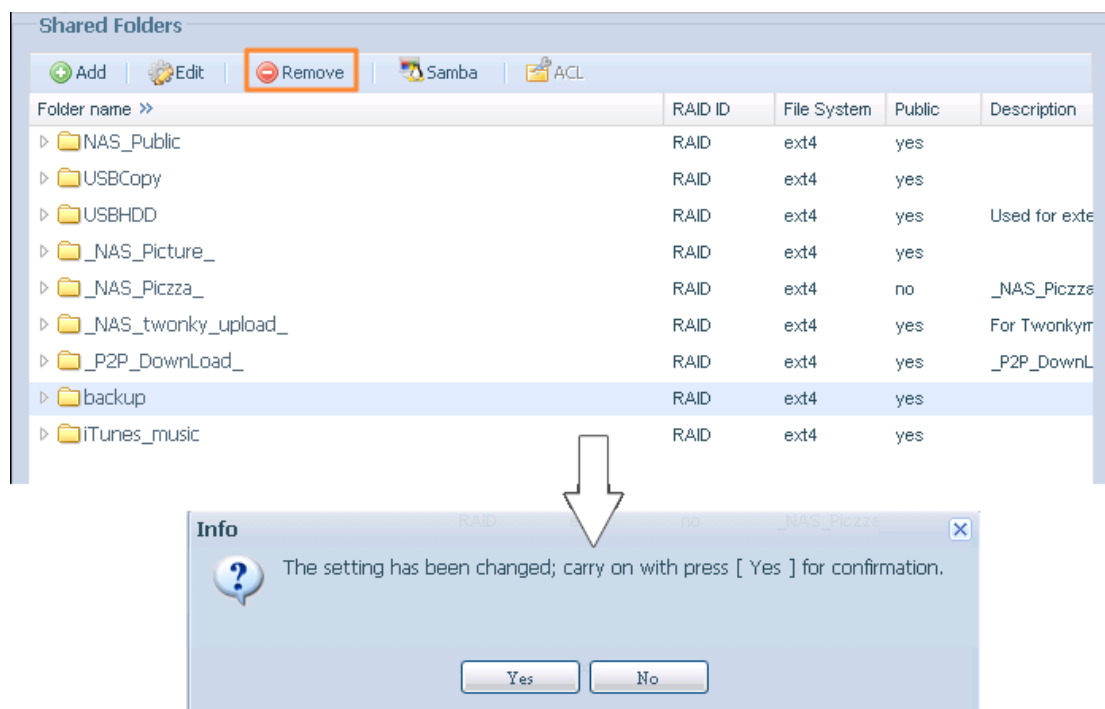 Shared Folders
Add Edit Remove Samba ACL
Folder name >> RAID ID File System Public Description
NAS_Public RAID ext4 yes
USBCopy RAID ext4 yes
USBHDD RAID ext4 yes Used for exte
_NAS_Picture_ RAID ext4 yes
_NAS_Piczza_ RAID ext4 no _NAS_Piczza
_NAS_twonky_upload_ RAID ext4 yes For Twonkym
_P2P_DownLoad_ RAID ext4 yes _P2P_DownL
backup RAID ext4 yes
iTunes_music RAID ext4 yes
Info RAID no _NAS_Piczza
The setting has been changed; carry on with press [ Yes ] for confirmation.
Yes No